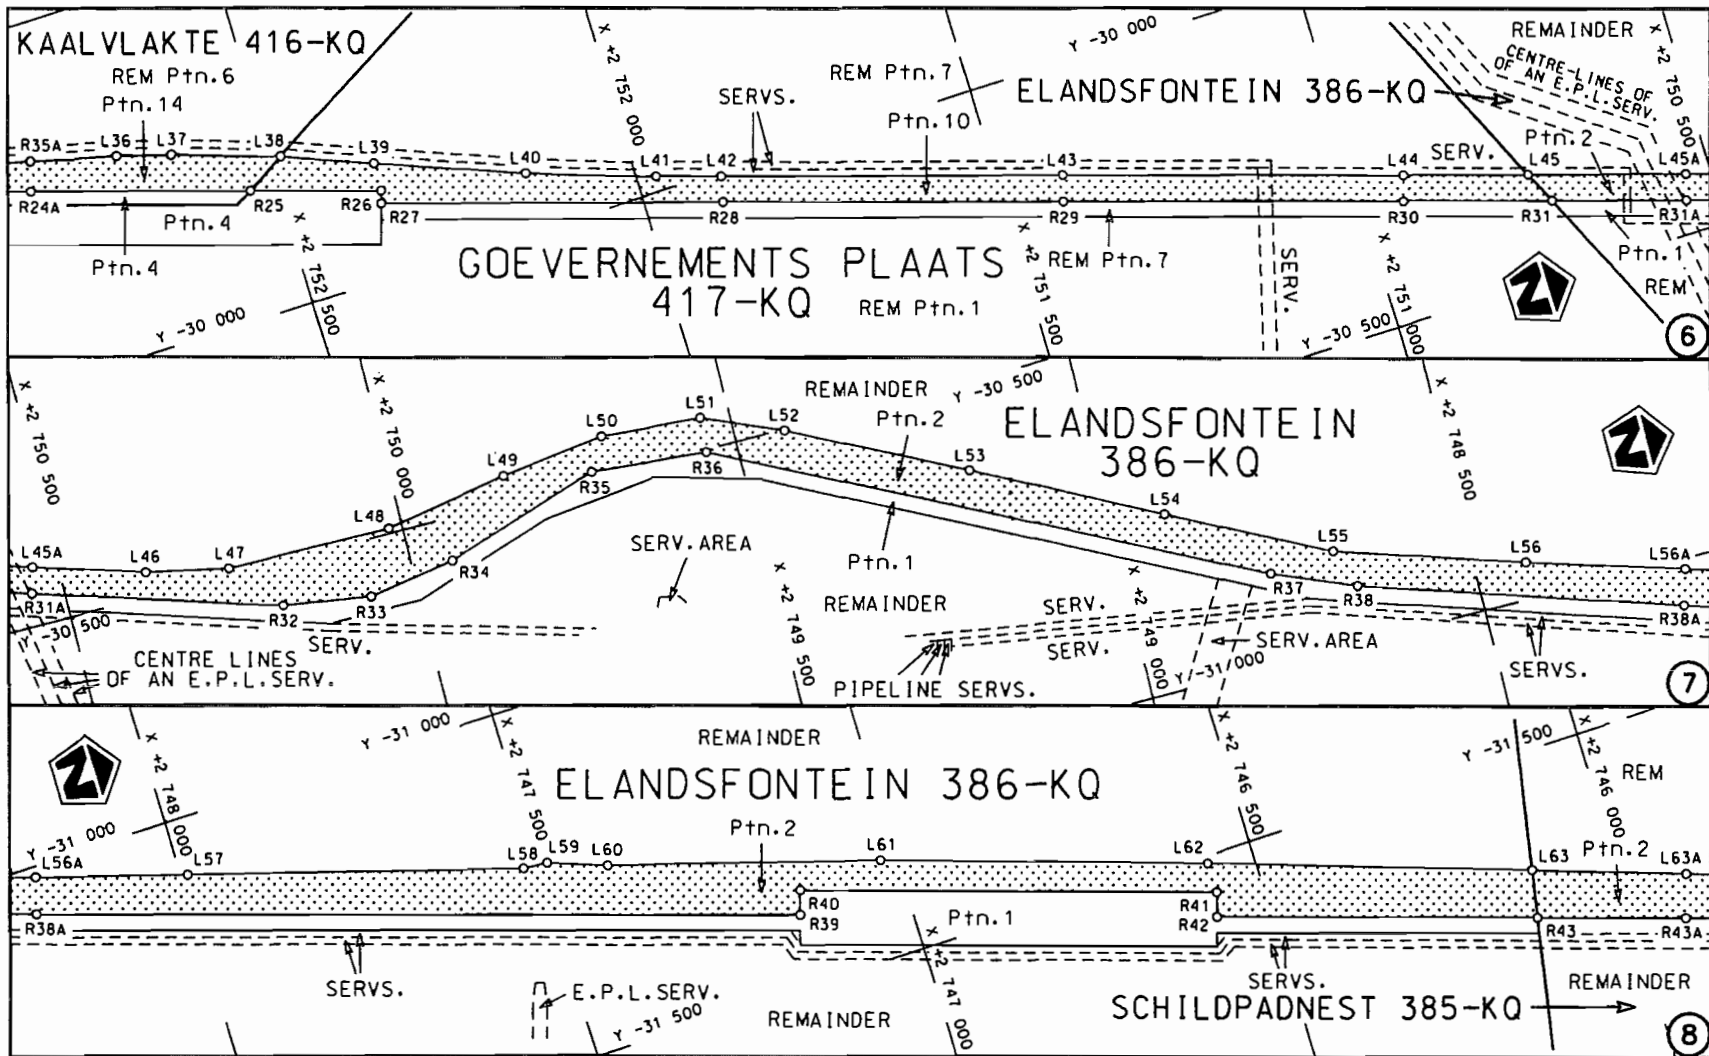 KAALVLAKTE 416-KQ
REM Ptn.6
Ptn.14
X +2 752 000
SERVS.
REM Ptn.7
Y -30 000
ELANDSFONTEIN 386-KQ
Ptn.10
REMAINDER
CENTRE-LINES OF
OF AN E.P.L.SERV.
X +2 750 500
Ptn.2
SERV.
R35A
L36
L37
L38
L39
L40
L41
L42
L43
L44
L45
L45A
R24A
R25
R26
R27
R28
R29
R30
R31
R31A
Ptn.4
Ptn.4
X +2 752 500
Y -30 000
GOEVERNEMENTS PLAATS
417-KQ
REM Ptn.1
X +2 751 500
REM Ptn.7
SERV.
X +2 751 000
Y -30 500
Ptn.1
REM
6
X +2 750 500
X +2 750 000
REMAINDER
Ptn.2
Y -30 500
ELANDSFONTEIN
386-KQ
X +2 748 500
L45A
L46
L47
L48
L49
L50
L51
L52
L53
L54
L55
L56
L56A
R31A
R32
R33
R34
R35
R36
R37
R38
R38A
Y -30 500
SERV.
CENTRE LINES
OF AN E.P.L.SERV.
SERV.AREA
X +2 749 500
Ptn.1
REMAINDER
X +2 749 000
SERV.
SERV.
SERV.AREA
Y -31 000
PIPELINE SERVS.
SERVS.
7
X +2 748 000
Y -31 000
X +2 747 500
REMAINDER
ELANDSFONTEIN 386-KQ
X +2 746 500
Y -31 500
X +2 746 000
REM
Y -31 000
Ptn.2
Ptn.2
L56A
L57
L58
L59
L60
L61
L62
L63
L63A
R38A
R40
R39
Ptn.1
R41
R42
R43
R43A
SERVS.
E.P.L.SERV.
Y -31 500
REMAINDER
X +2 747 000
SERVS.
SCHILDPADNEST 385-KQ
REMAINDER
8